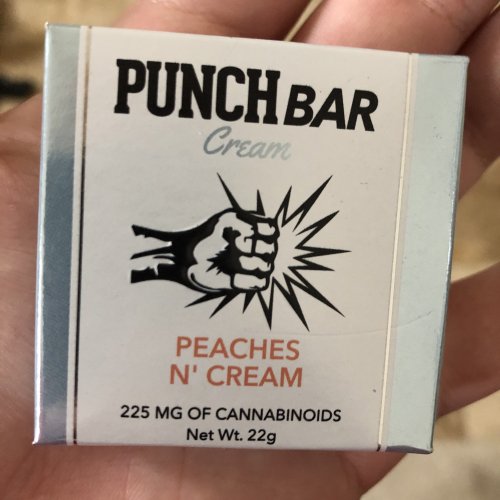 PUNCH BAR
Cream
PEACHES
N' CREAM
225 MG OF CANNABINOIDS
Net Wt. 22g